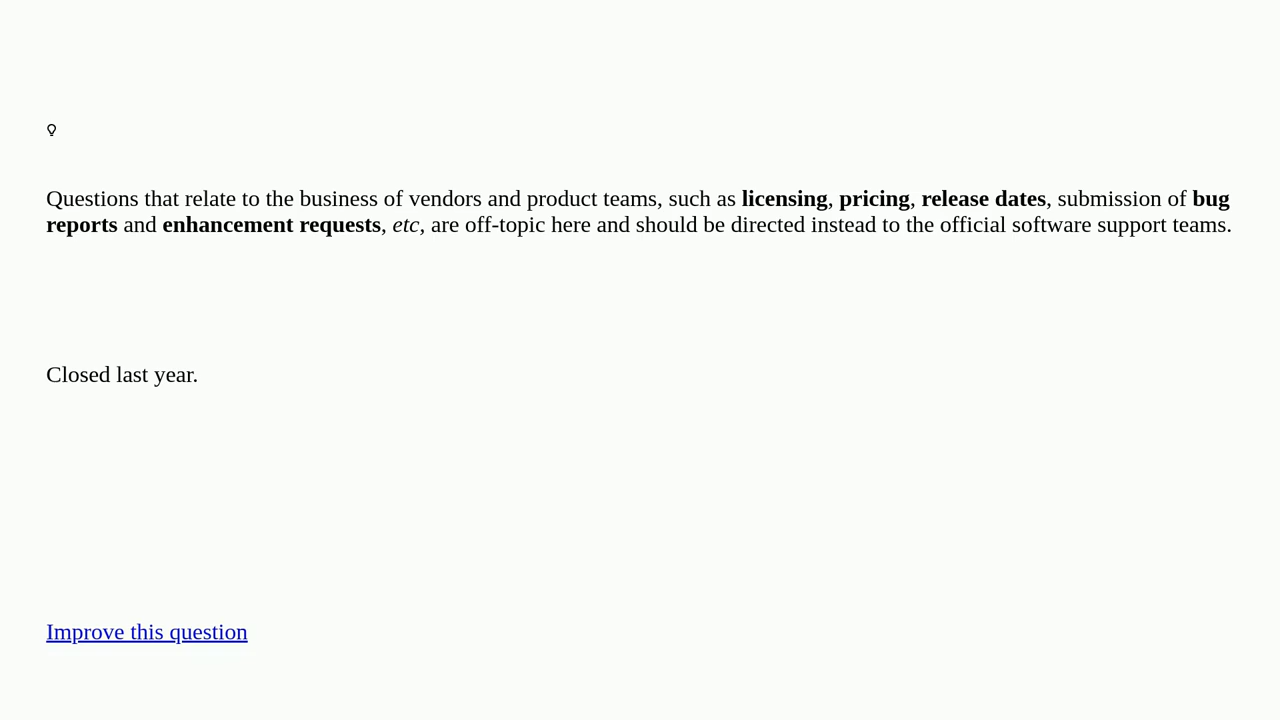 Questions that relate to the business of vendors and product teams, such as licensing, pricing, release dates, submission of bug
reports and enhancement requests, etc, are off-topic here and should be directed instead to the official software support teams.
Closed last year.
Improve this question